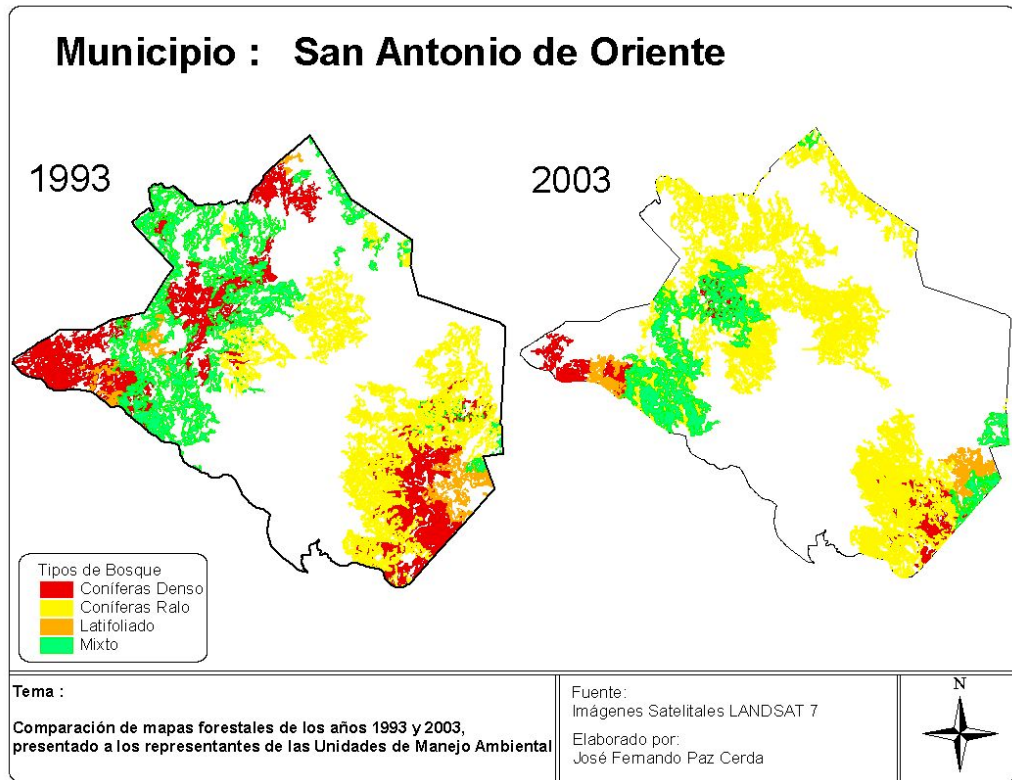 Municipio : San Antonio de Oriente
1993
2003
Tipos de Bosque
Coníferas Denso
Coníferas Ralo
Latifoliado
Mixto
Tema :
Comparación de mapas forestales de los años 1993 y 2003,
presentado a los representantes de las Unidades de Manejo Ambiental
Fuente:
Imágenes Satelitales LANDSAT 7
Elaborado por:
José Fernando Paz Cerda
N